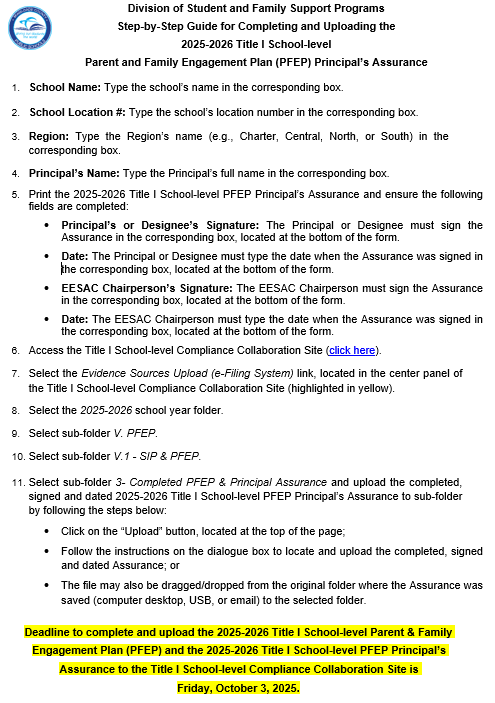 Division of Student and Family Support Programs
Step-by-Step Guide for Completing and Uploading the
2025-2026 Title I School-level
Parent and Family Engagement Plan (PFEP) Principal's Assurance
1. School Name: Type the school's name in the corresponding box.
2. School Location #: Type the school's location number in the corresponding box.
3. Region: Type the Region's name (e.g., Charter, Central, North, or South) in the
corresponding box.
4. Principal's Name: Type the Principal's full name in the corresponding box.
5. Print the 2025-2026 Title I School-level PFEP Principal's Assurance and ensure the following
fields are completed:
• Principal's or Designee's Signature: The Principal or Designee must sign the
Assurance in the corresponding box, located at the bottom of the form.
• Date: The Principal or Designee must type the date when the Assurance was signed in
the corresponding box, located at the bottom of the form.
• EESAC Chairperson's Signature: The EESAC Chairperson must sign the Assurance
in the corresponding box, located at the bottom of the form.
• Date: The EESAC Chairperson must type the date when the Assurance was signed in
the corresponding box, located at the bottom of the form.
6. Access the Title I School-level Compliance Collaboration Site (click here).
7. Select the Evidence Sources Upload (e-Filing System) link, located in the center panel of
the Title I School-level Compliance Collaboration Site (highlighted in yellow).
8. Select the 2025-2026 school year folder.
9. Select sub-folder V. PFEP.
10. Select sub-folder V.1 - SIP & PFEP.
11. Select sub-folder 3- Completed PFEP & Principal Assurance and upload the completed,
signed and dated 2025-2026 Title I School-level PFEP Principal's Assurance to sub-folder
by following the steps below:
• Click on the "Upload" button, located at the top of the page;
• Follow the instructions on the dialogue box to locate and upload the completed, signed
and dated Assurance; or
• The file may also be dragged/dropped from the original folder where the Assurance was
saved (computer desktop, USB, or email) to the selected folder.
Deadline to complete and upload the 2025-2026 Title I School-level Parent & Family
Engagement Plan (PFEP) and the 2025-2026 Title I School-level PFEP Principal's
Assurance to the Title I School-level Compliance Collaboration Site is
Friday, October 3, 2025.